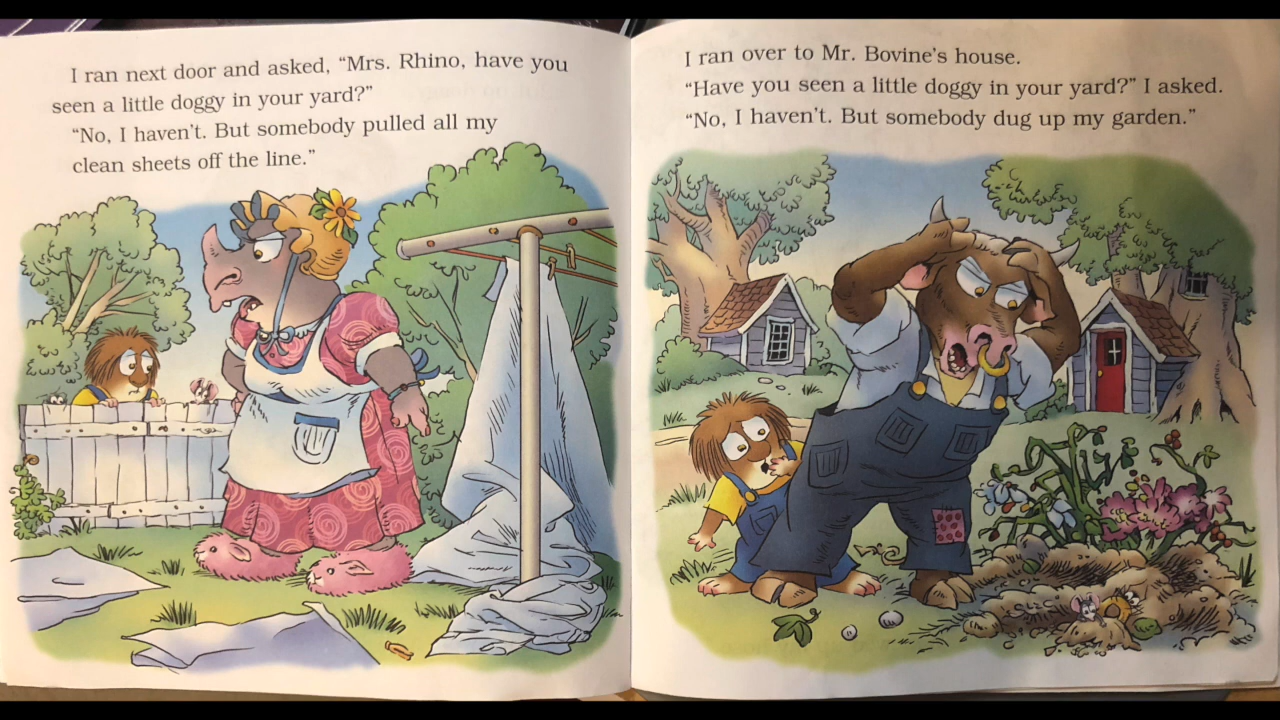 I ran next door and asked, “Mrs. Rhino, have you
seen a little doggy in your yard?”
“No, I haven't. But somebody pulled all my
clean sheets off the line.”
I ran over to Mr. Bovine's house.
“Have you seen a little doggy in your yard?” I asked.
“No, I haven't. But somebody dug up my garden.”